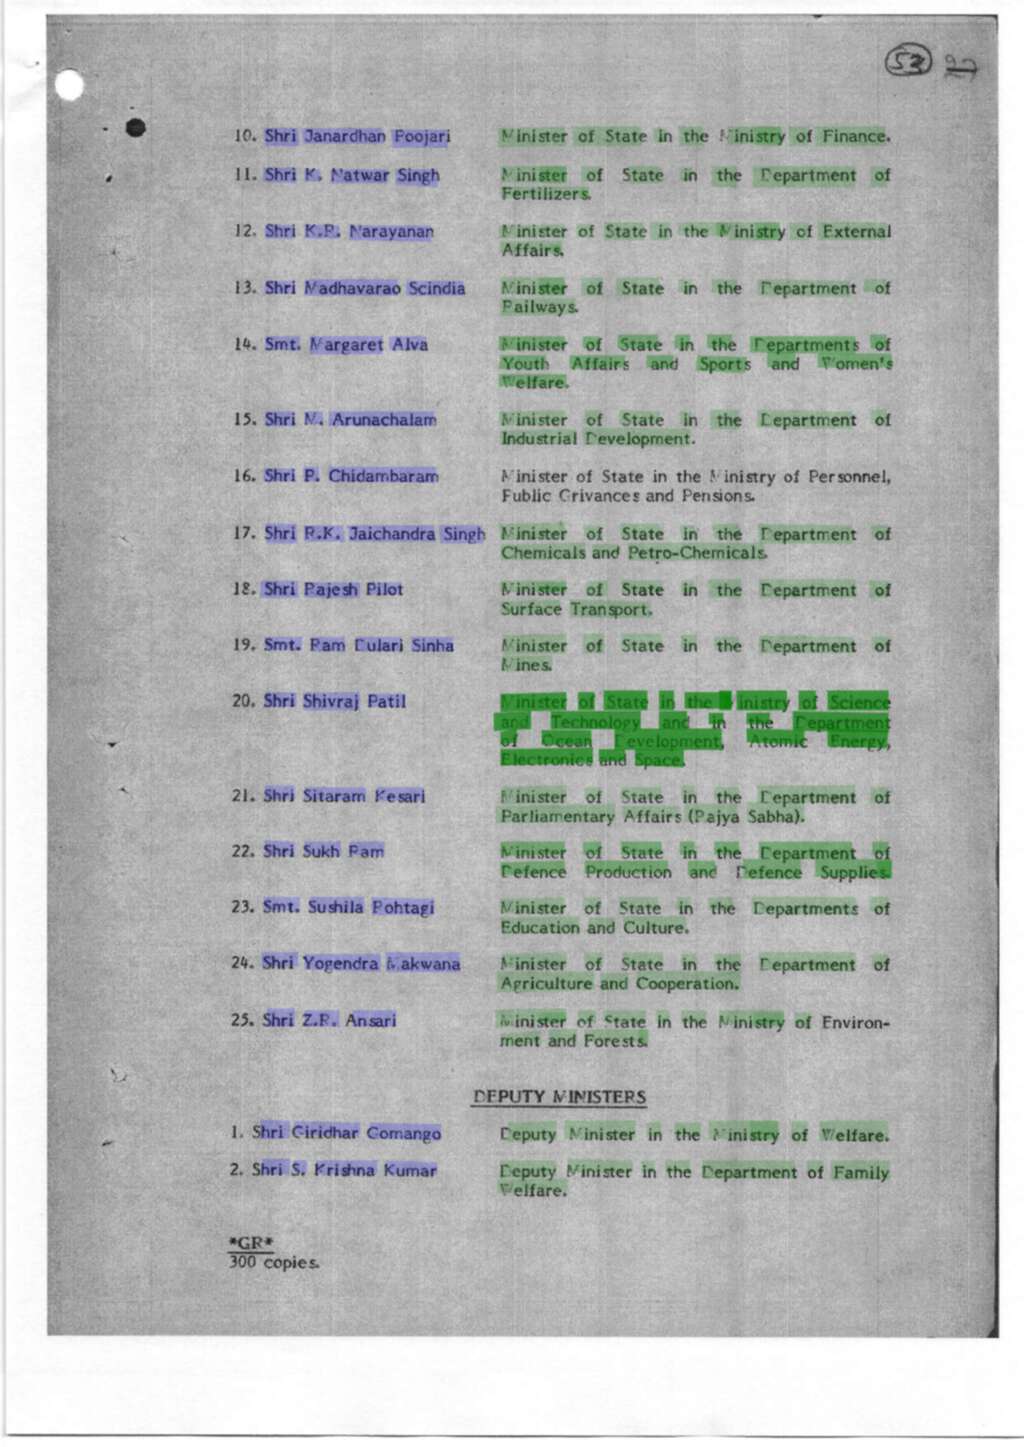 53
10. Shri Janardhan Poojari Minister of State in the Ministry of Finance.
11. Shri K. Natwar Singh Minister of State in the Department of
Fertilizers.
12. Shri K.R. Narayanan Minister of State in the Ministry of External
Affairs.
13. Shri Madhavarao Scindia Minister of State in the Department of
Railways.
14. Smt. Margaret Alva Minister of State in the Departments of
Youth Affairs and Sports and Women's
Welfare.
15. Shri M. Arunachalam Minister of State in the Department of
Industrial Development.
16. Shri P. Chidambaram Minister of State in the Ministry of Personnel,
Public Grivances and Pensions.
17. Shri R.K. Jaichandra Singh Minister of State in the Department of
Chemicals and Petro-Chemicals.
18. Shri Rajesh Pilot Minister of State in the Department of
Surface Transport.
19. Smt. Ram Dulari Sinha Minister of State in the Department of
Mines.
20. Shri Shivraj Patil Minister of State in the Ministry of Science
and Technology and in the Department
of Ocean Development, Atomic Energy,
Electronics and Space.
21. Shri Sitaram Kesari Minister of State in the Department of
Parliamentary Affairs (Rajya Sabha).
22. Shri Sukh Ram Minister of State in the Department of
Defence Production and Defence Supplies.
23. Smt. Sushila Rohtagi Minister of State in the Departments of
Education and Culture.
24. Shri Yogendra Makwana Minister of State in the Department of
Agriculture and Cooperation.
25. Shri Z.R. Ansari Minister of State in the Ministry of Environ-
ment and Forests.
DEPUTY MINISTERS
1. Shri Giridhar Gomango Deputy Minister in the Ministry of Welfare.
2. Shri S. Krishna Kumar Deputy Minister in the Department of Family
Welfare.
*GR*
300 copies.